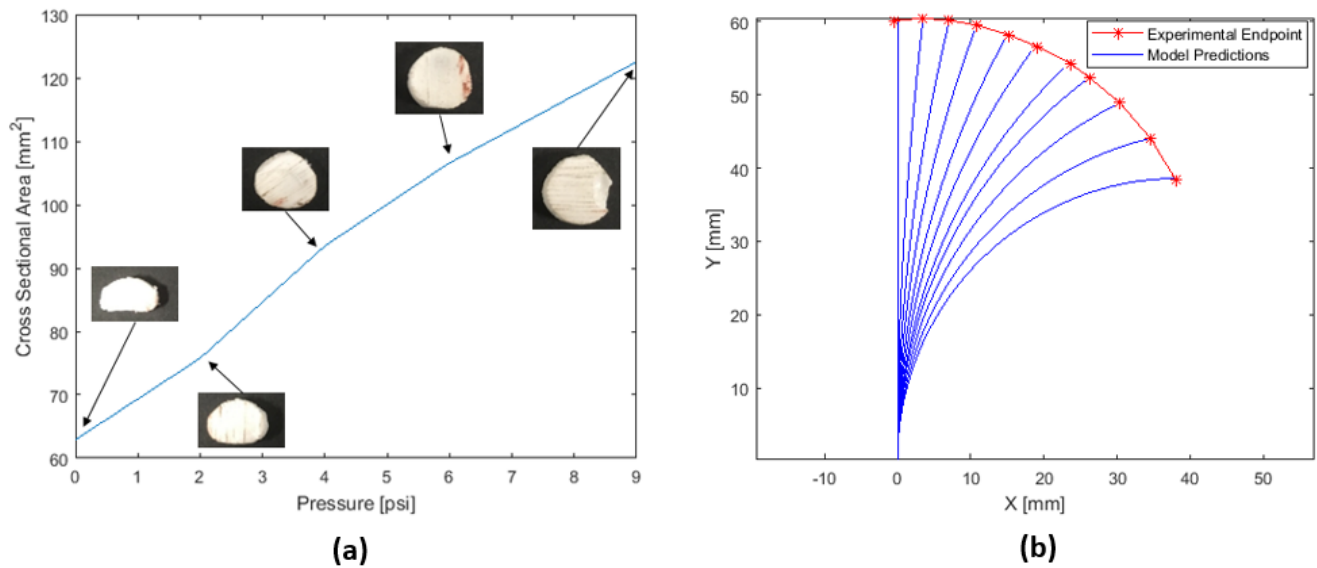 130
120
110
100
90
80
70
60
Cross Sectional Area [mm²]
0 1 2 3 4 5 6 7 8 9
Pressure [psi]
(a)
Experimental Endpoint
Model Predictions
60
50
40
30
20
10
Y [mm]
-10 0 10 20 30 40 50
X [mm]
(b)